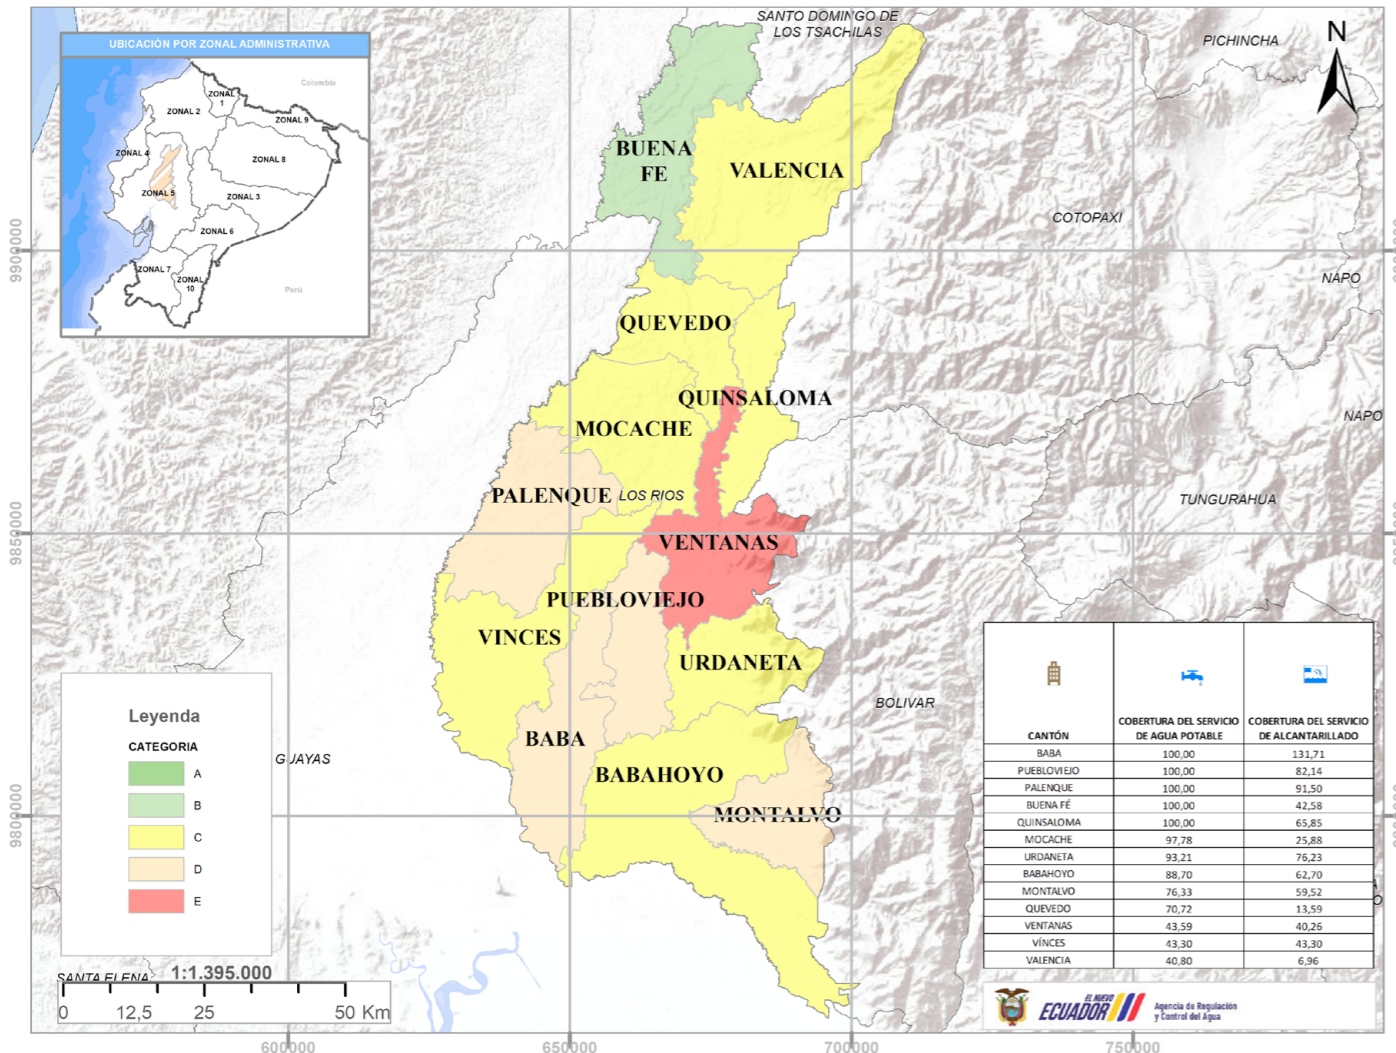 SANTO DOMINGO DE
LOS TSACHILAS
PICHINCHA
N
UBICACIÓN POR ZONAL ADMINISTRATIVA
Colombia
ZONAL
1
ZONAL 2
ZONAL 9
ZONAL 4
ZONAL 8
ZONAL 5
ZONAL 3
ZONAL 6
ZONAL 7
ZONAL
10
Perú
BUENA
FE
VALENCIA
COTOPAXI
NAPO
QUEVEDO
QUINSALOMA
NAPO
MOCACHE
PALENQUE
LOS RIOS
TUNGURAHUA
VENTANAS
PUEBLOVIEJO
VINCES
URDANETA
BOLIVAR
BABA
GUAYAS
BABAHOYO
MONTALVO
9900000
9850000
9800000
Leyenda
CATEGORIA
A
B
C
D
E
SANTA ELENA
1:1.395.000
0 12,5 25 50 Km
CANTÓN COBERTURA DEL SERVICIO DE AGUA POTABLE COBERTURA DEL SERVICIO DE ALCANTARILLADO
BABA 100,00 131,71
PUEBLOVIEJO 100,00 82,14
PALENQUE 100,00 91,50
BUENA FÉ 100,00 42,58
QUINSALOMA 100,00 65,85
MOCACHE 97,78 25,88
URDANETA 93,21 76,23
BABAHOYO 88,70 62,70
MONTALVO 76,33 59,52
QUEVEDO 70,72 13,59
VENTANAS 43,59 40,26
VÍNCES 43,30 43,30
VALENCIA 40,80 6,96
EL NUEVO
ECUADOR
Agencia de Regulación
y Control del Agua
600000 650000 700000 750000